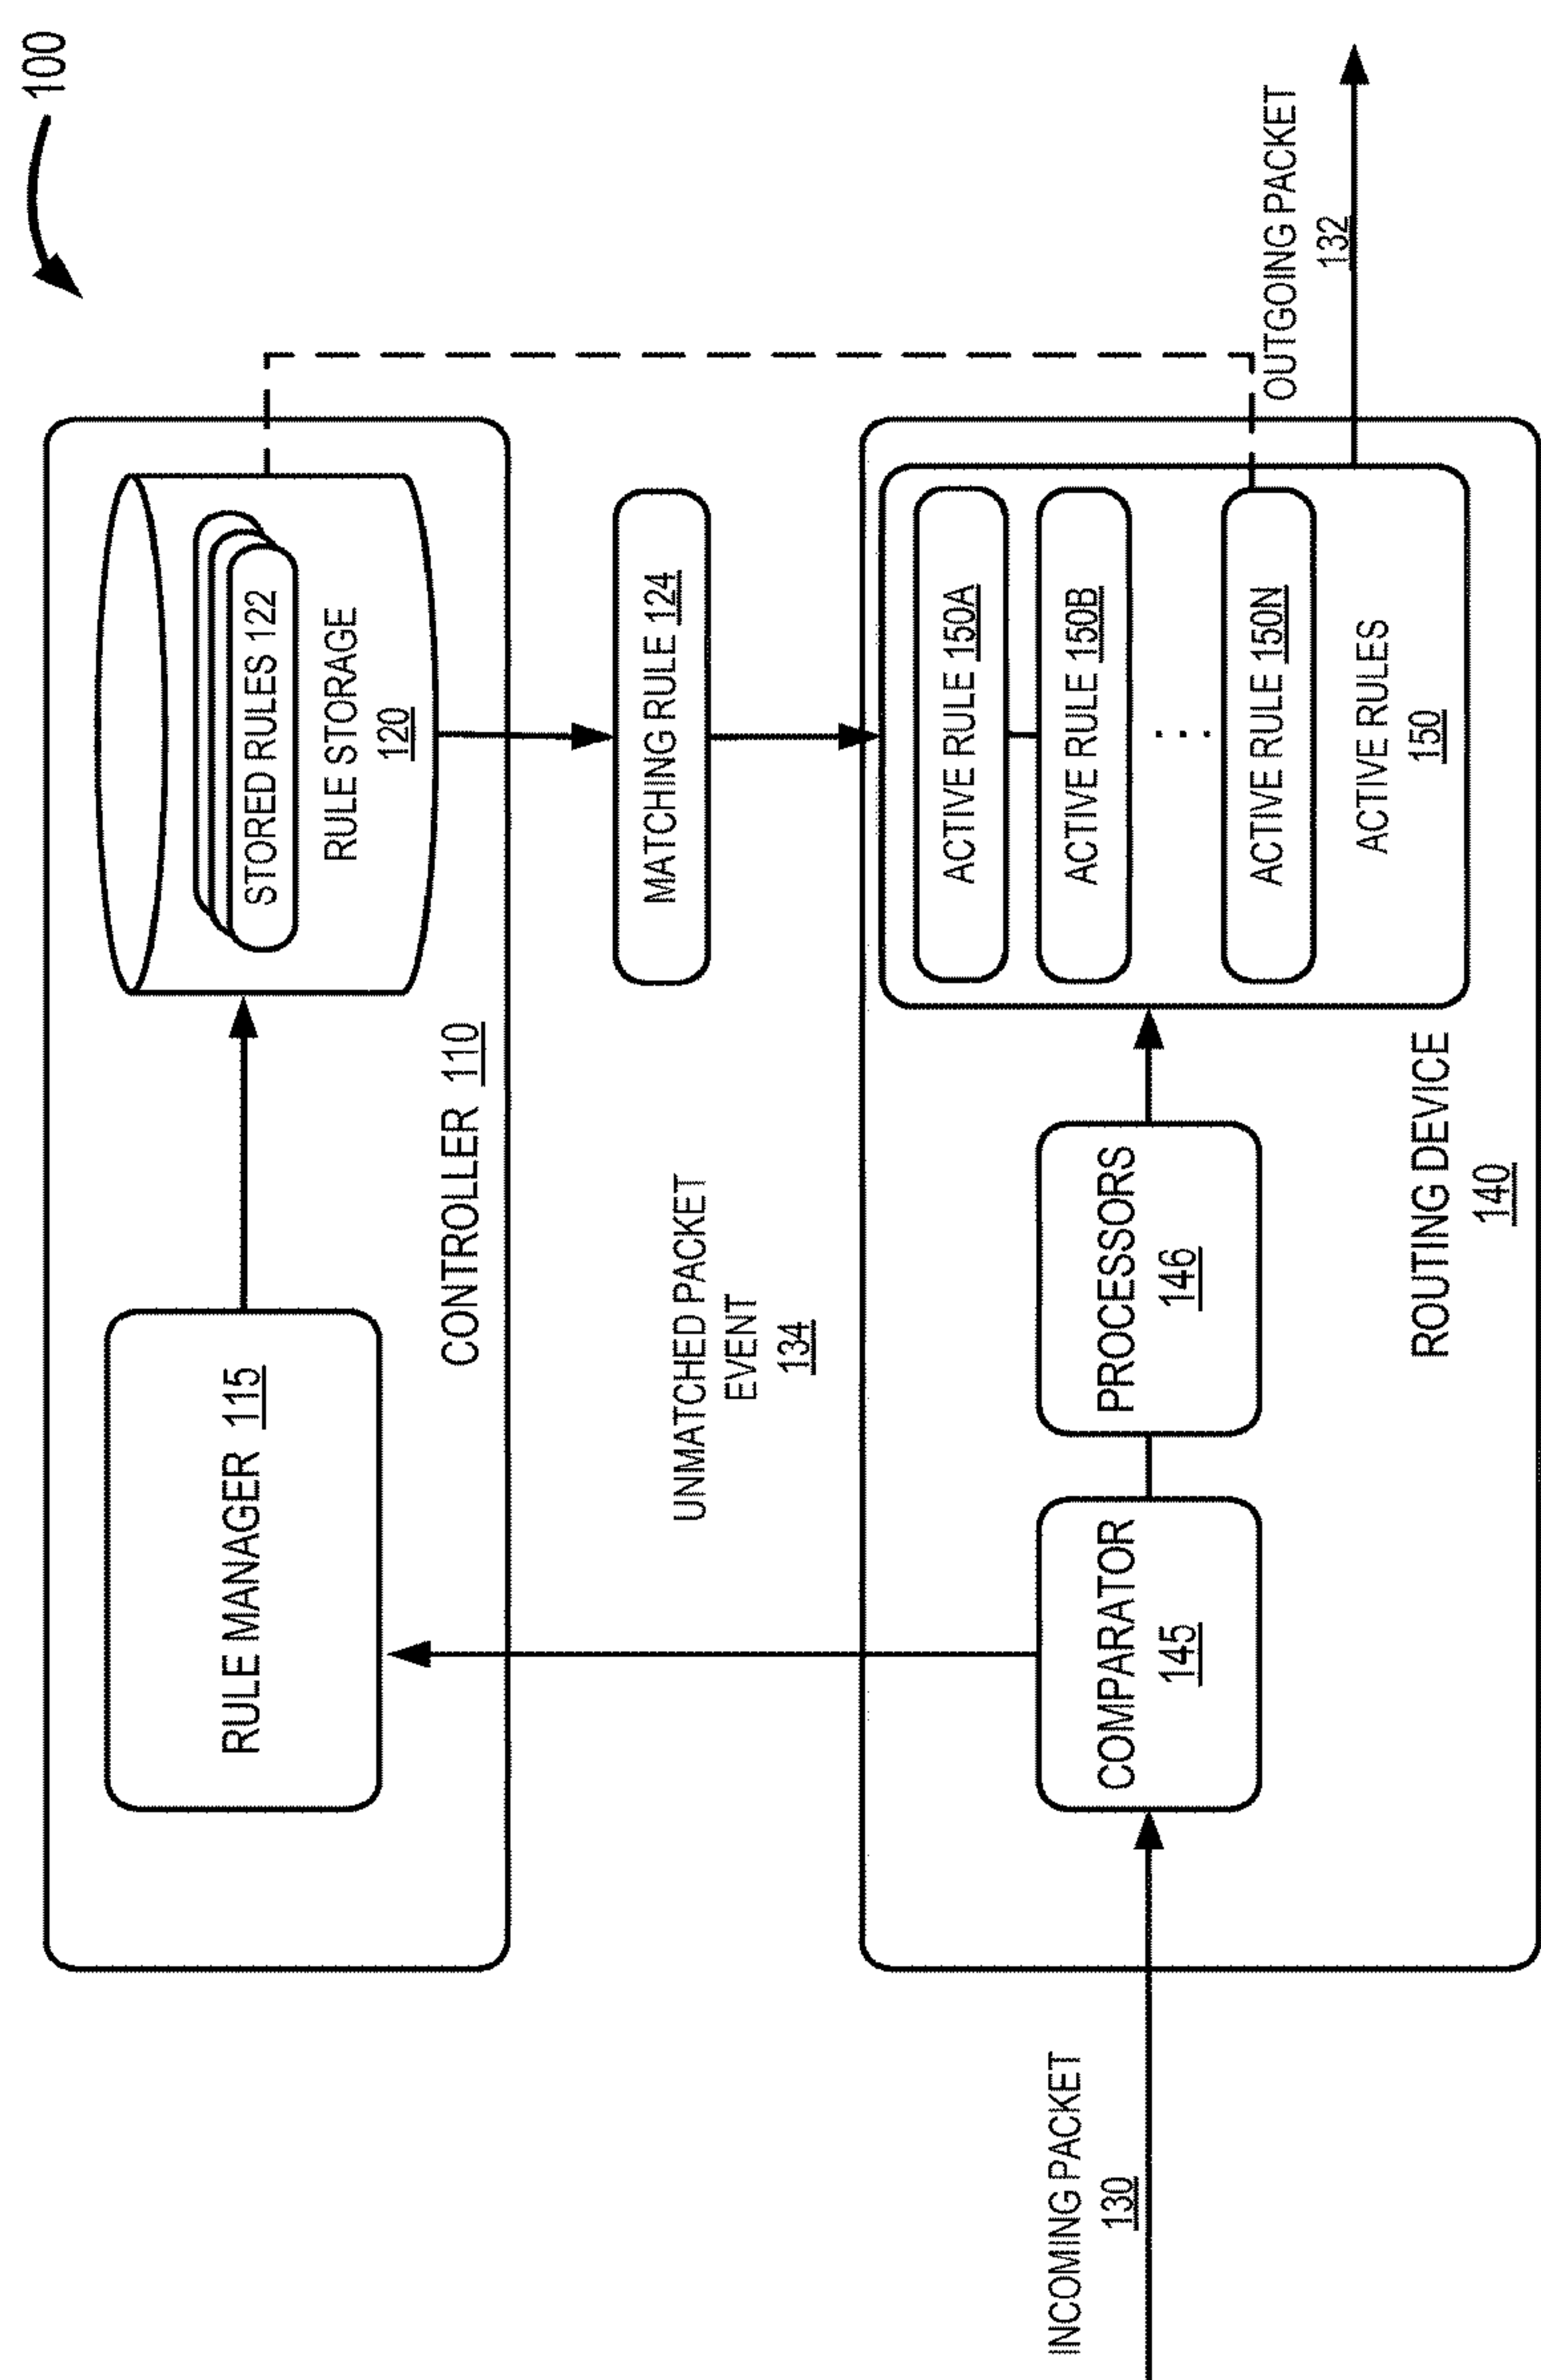 100
RULE MANAGER 115
STORED RULES 122
RULE STORAGE
120
CONTROLLER 110
UNMATCHED PACKET
EVENT
134
MATCHING RULE 124
INCOMING PACKET
130
COMPARATOR
145
PROCESSORS
146
ACTIVE RULE 150A
ACTIVE RULE 150B
...
ACTIVE RULE 150N
ACTIVE RULES
150
ROUTING DEVICE
140
OUTGOING PACKET
132